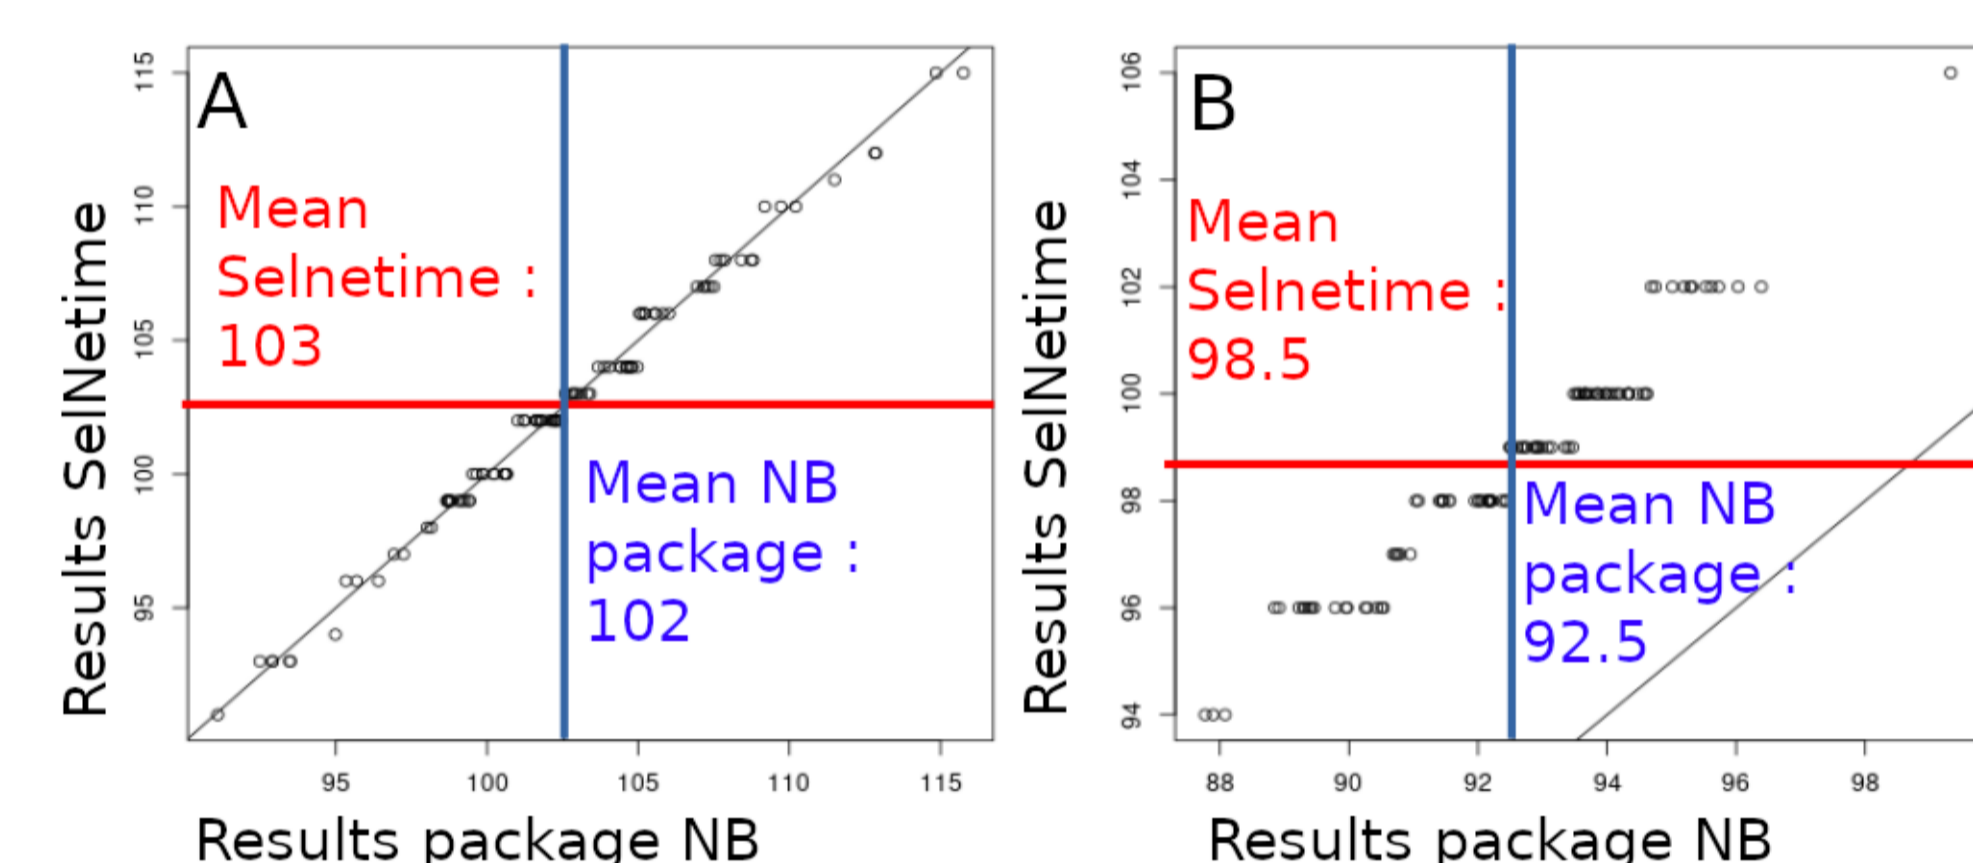 A
Mean
Selnetime :
103
Mean NB
package :
102
95
100
105
110
115
95
100
105
110
115
Results SelNetime
Results package NB
B
Mean
Selnetime :
98.5
Mean NB
package :
92.5
94
96
98
100
102
104
106
88
90
92
94
96
98
Results SelNetime
Results package NB